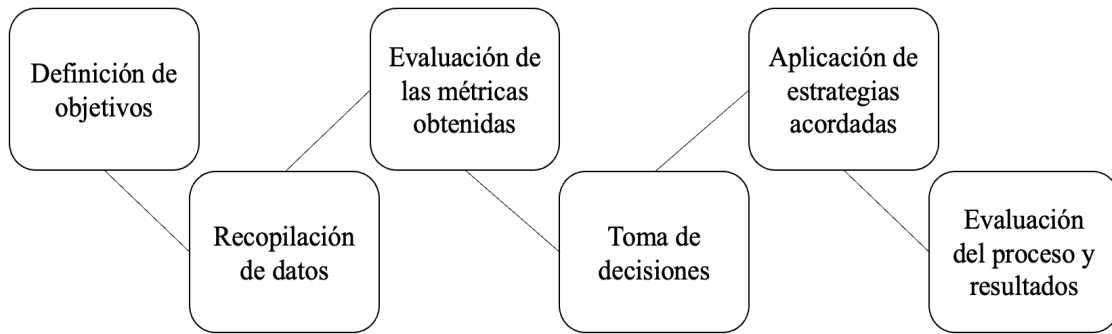 Definición de
objetivos
Recopilación
de datos
Evaluación de
las métricas
obtenidas
Toma de
decisiones
Aplicación de
estrategias
acordadas
Evaluación
del proceso y
resultados